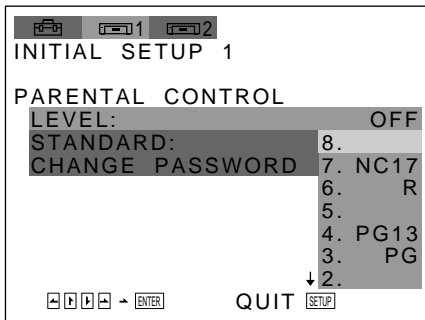 1 2
INITIAL SETUP 1
PARENTAL CONTROL
LEVEL: OFF
STANDARD: 8.
CHANGE PASSWORD 7. NC17
6. R
5.
4. PG13
3. PG
↓ 2.
ENTER QUIT SETUP